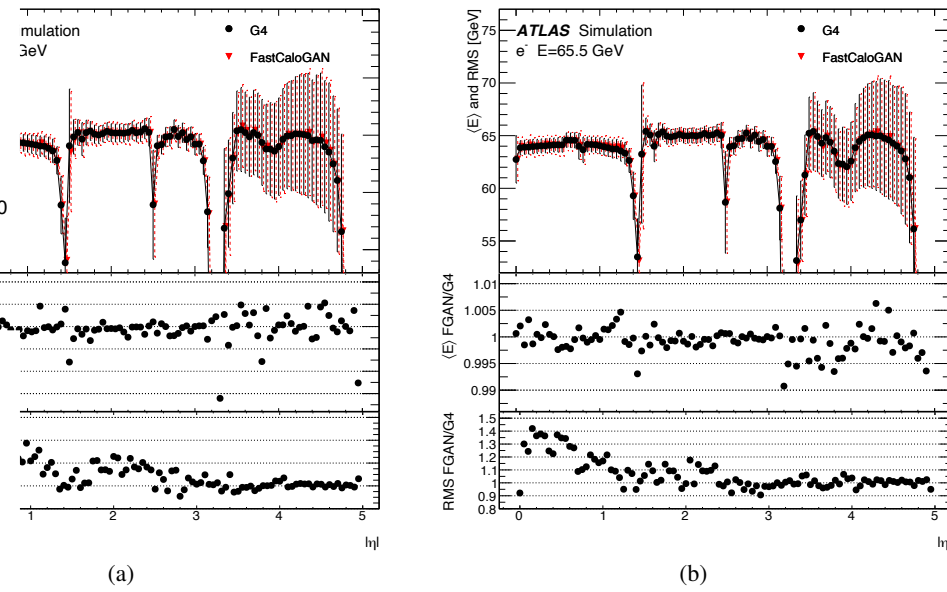 mulation
GeV
G4
FastCaloGAN
0
1
2
3
4
5
|η|
(a)
⟨E⟩ and RMS [GeV]
75
70
65
60
55
ATLAS Simulation
e- E=65.5 GeV
G4
FastCaloGAN
⟨E⟩ FGAN/G4
1.01
1.005
1
0.995
0.99
RMS FGAN/G4
1.5
1.4
1.3
1.2
1.1
1
0.9
0.8
0
1
2
3
4
5
|η
(b)